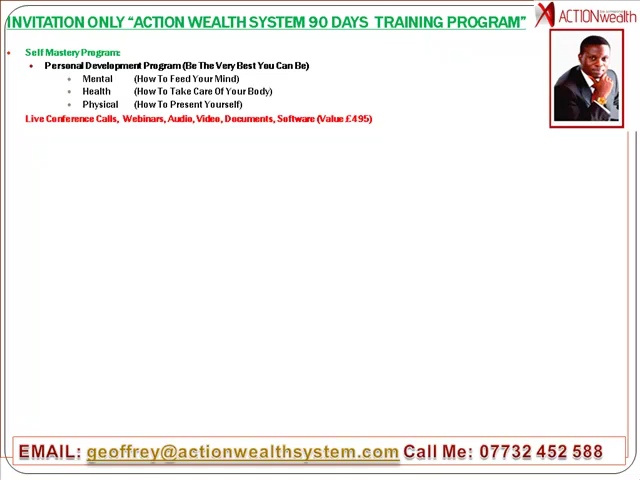 INVITATION ONLY “ACTION WEALTH SYSTEM 90 DAYS TRAINING PROGRAM”
ACTIONwealth
Self Mastery Program:
Personal Development Program (Be The Very Best You Can Be)
Mental (How To Feed Your Mind)
Health (How To Take Care Of Your Body)
Physical (How To Present Yourself)
Live Conference Calls, Webinars, Audio, Video, Documents, Software (Value £495)
EMAIL: geoffrey@actionwealthsystem.com Call Me: 07732 452 588